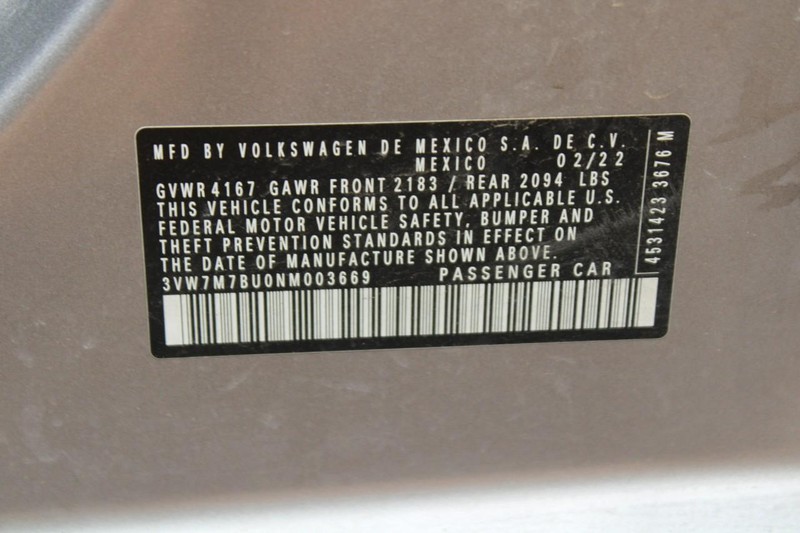 MFD BY VOLKSWAGEN DE MEXICO S.A. DE C.V.
MEXICO 02/22
GVWR 4167 GAWR FRONT 2183 / REAR 2094 LBS
THIS VEHICLE CONFORMS TO ALL APPLICABLE U.S.
FEDERAL MOTOR VEHICLE SAFETY, BUMPER AND
THEFT PREVENTION STANDARDS IN EFFECT ON
THE DATE OF MANUFACTURE SHOWN ABOVE.
3VW7M7BU0NM003669 PASSENGER CAR
4531423 3676 M